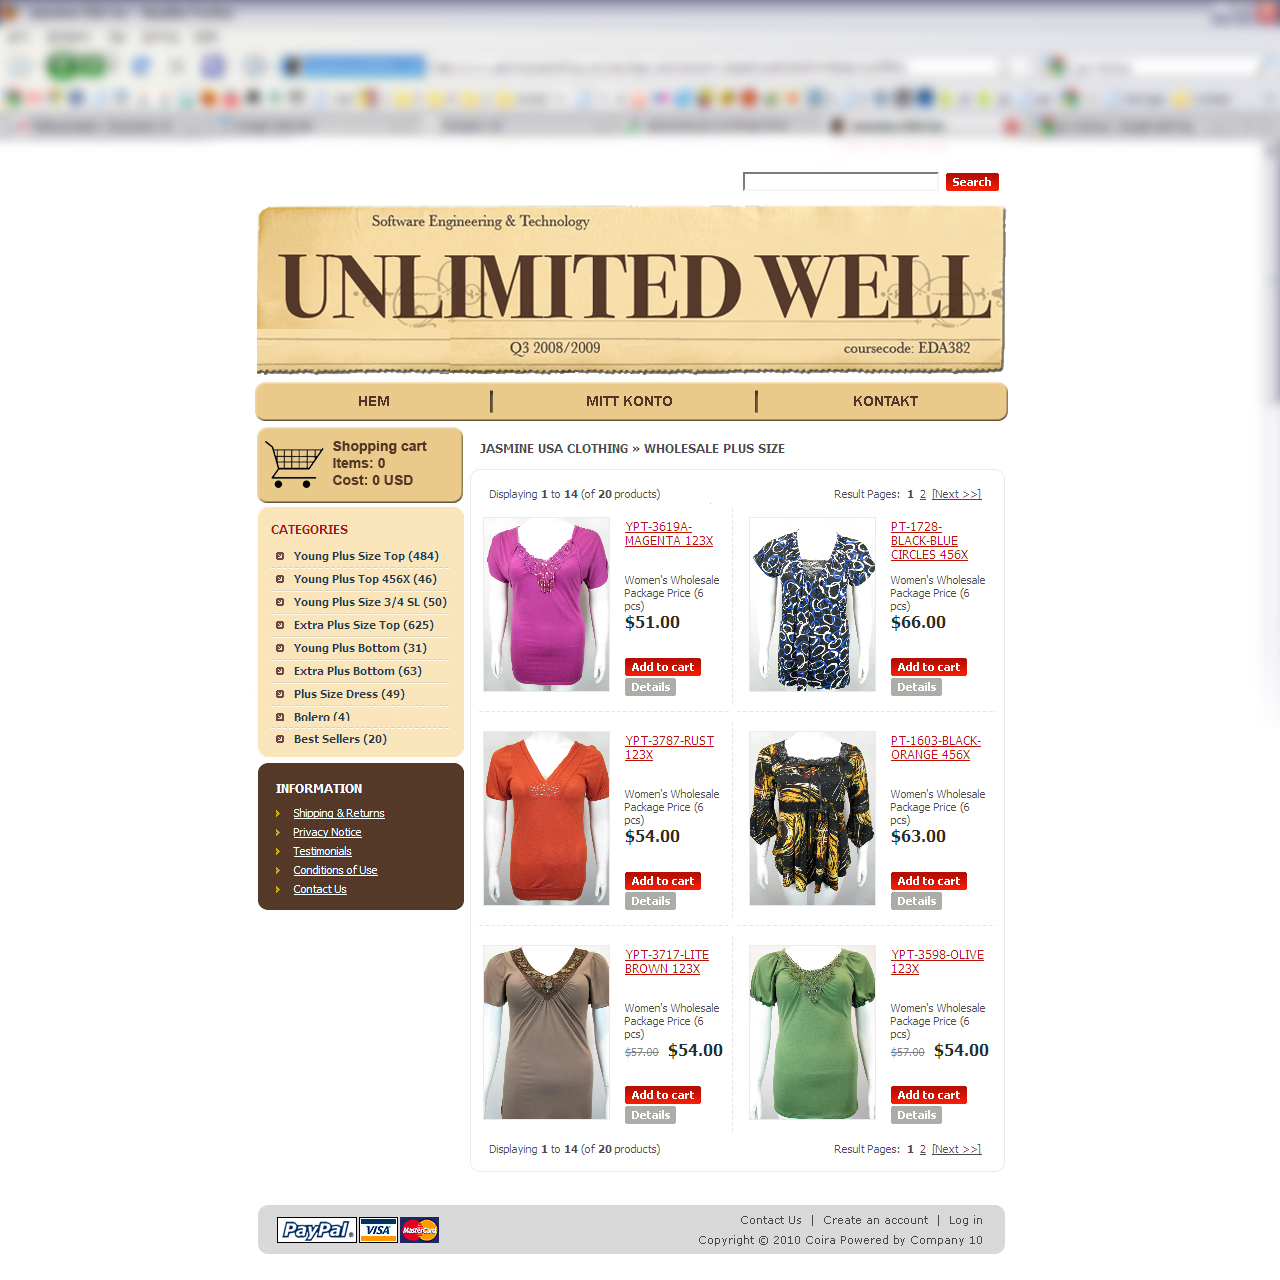 Search
Software Engineering & Technology
UNLIMITED WELL
Q3 2008/2009
coursecode: EDA382
HEM
MITT KONTO
KONTAKT
Shopping cart
Items: 0
Cost: 0 USD
CATEGORIES
Young Plus Size Top (484)
Young Plus Top 456X (46)
Young Plus Size 3/4 SL (50)
Extra Plus Size Top (625)
Young Plus Bottom (31)
Extra Plus Bottom (63)
Plus Size Dress (49)
Bolero (4)
Best Sellers (20)
INFORMATION
Shipping & Returns
Privacy Notice
Testimonials
Conditions of Use
Contact Us
JASMINE USA CLOTHING » WHOLESALE PLUS SIZE
Displaying 1 to 14 (of 20 products)
Result Pages: 1 2 [Next >>]
YPT-3619A-
MAGENTA 123X
Women's Wholesale
Package Price (6
pcs)
$51.00
Add to cart
Details
PT-1728-
BLACK-BLUE
CIRCLES 456X
Women's Wholesale
Package Price (6
pcs)
$66.00
Add to cart
Details
YPT-3787-RUST
123X
Women's Wholesale
Package Price (6
pcs)
$54.00
Add to cart
Details
PT-1603-BLACK-
ORANGE 456X
Women's Wholesale
Package Price (6
pcs)
$63.00
Add to cart
Details
YPT-3717-LITE
BROWN 123X
Women's Wholesale
Package Price (6
pcs)
$57.00 $54.00
Add to cart
Details
YPT-3598-OLIVE
123X
Women's Wholesale
Package Price (6
pcs)
$57.00 $54.00
Add to cart
Details
Displaying 1 to 14 (of 20 products)
Result Pages: 1 2 [Next >>]
PayPal VISA MasterCard
Contact Us | Create an account | Log in
Copyright © 2010 Coira Powered by Company 10